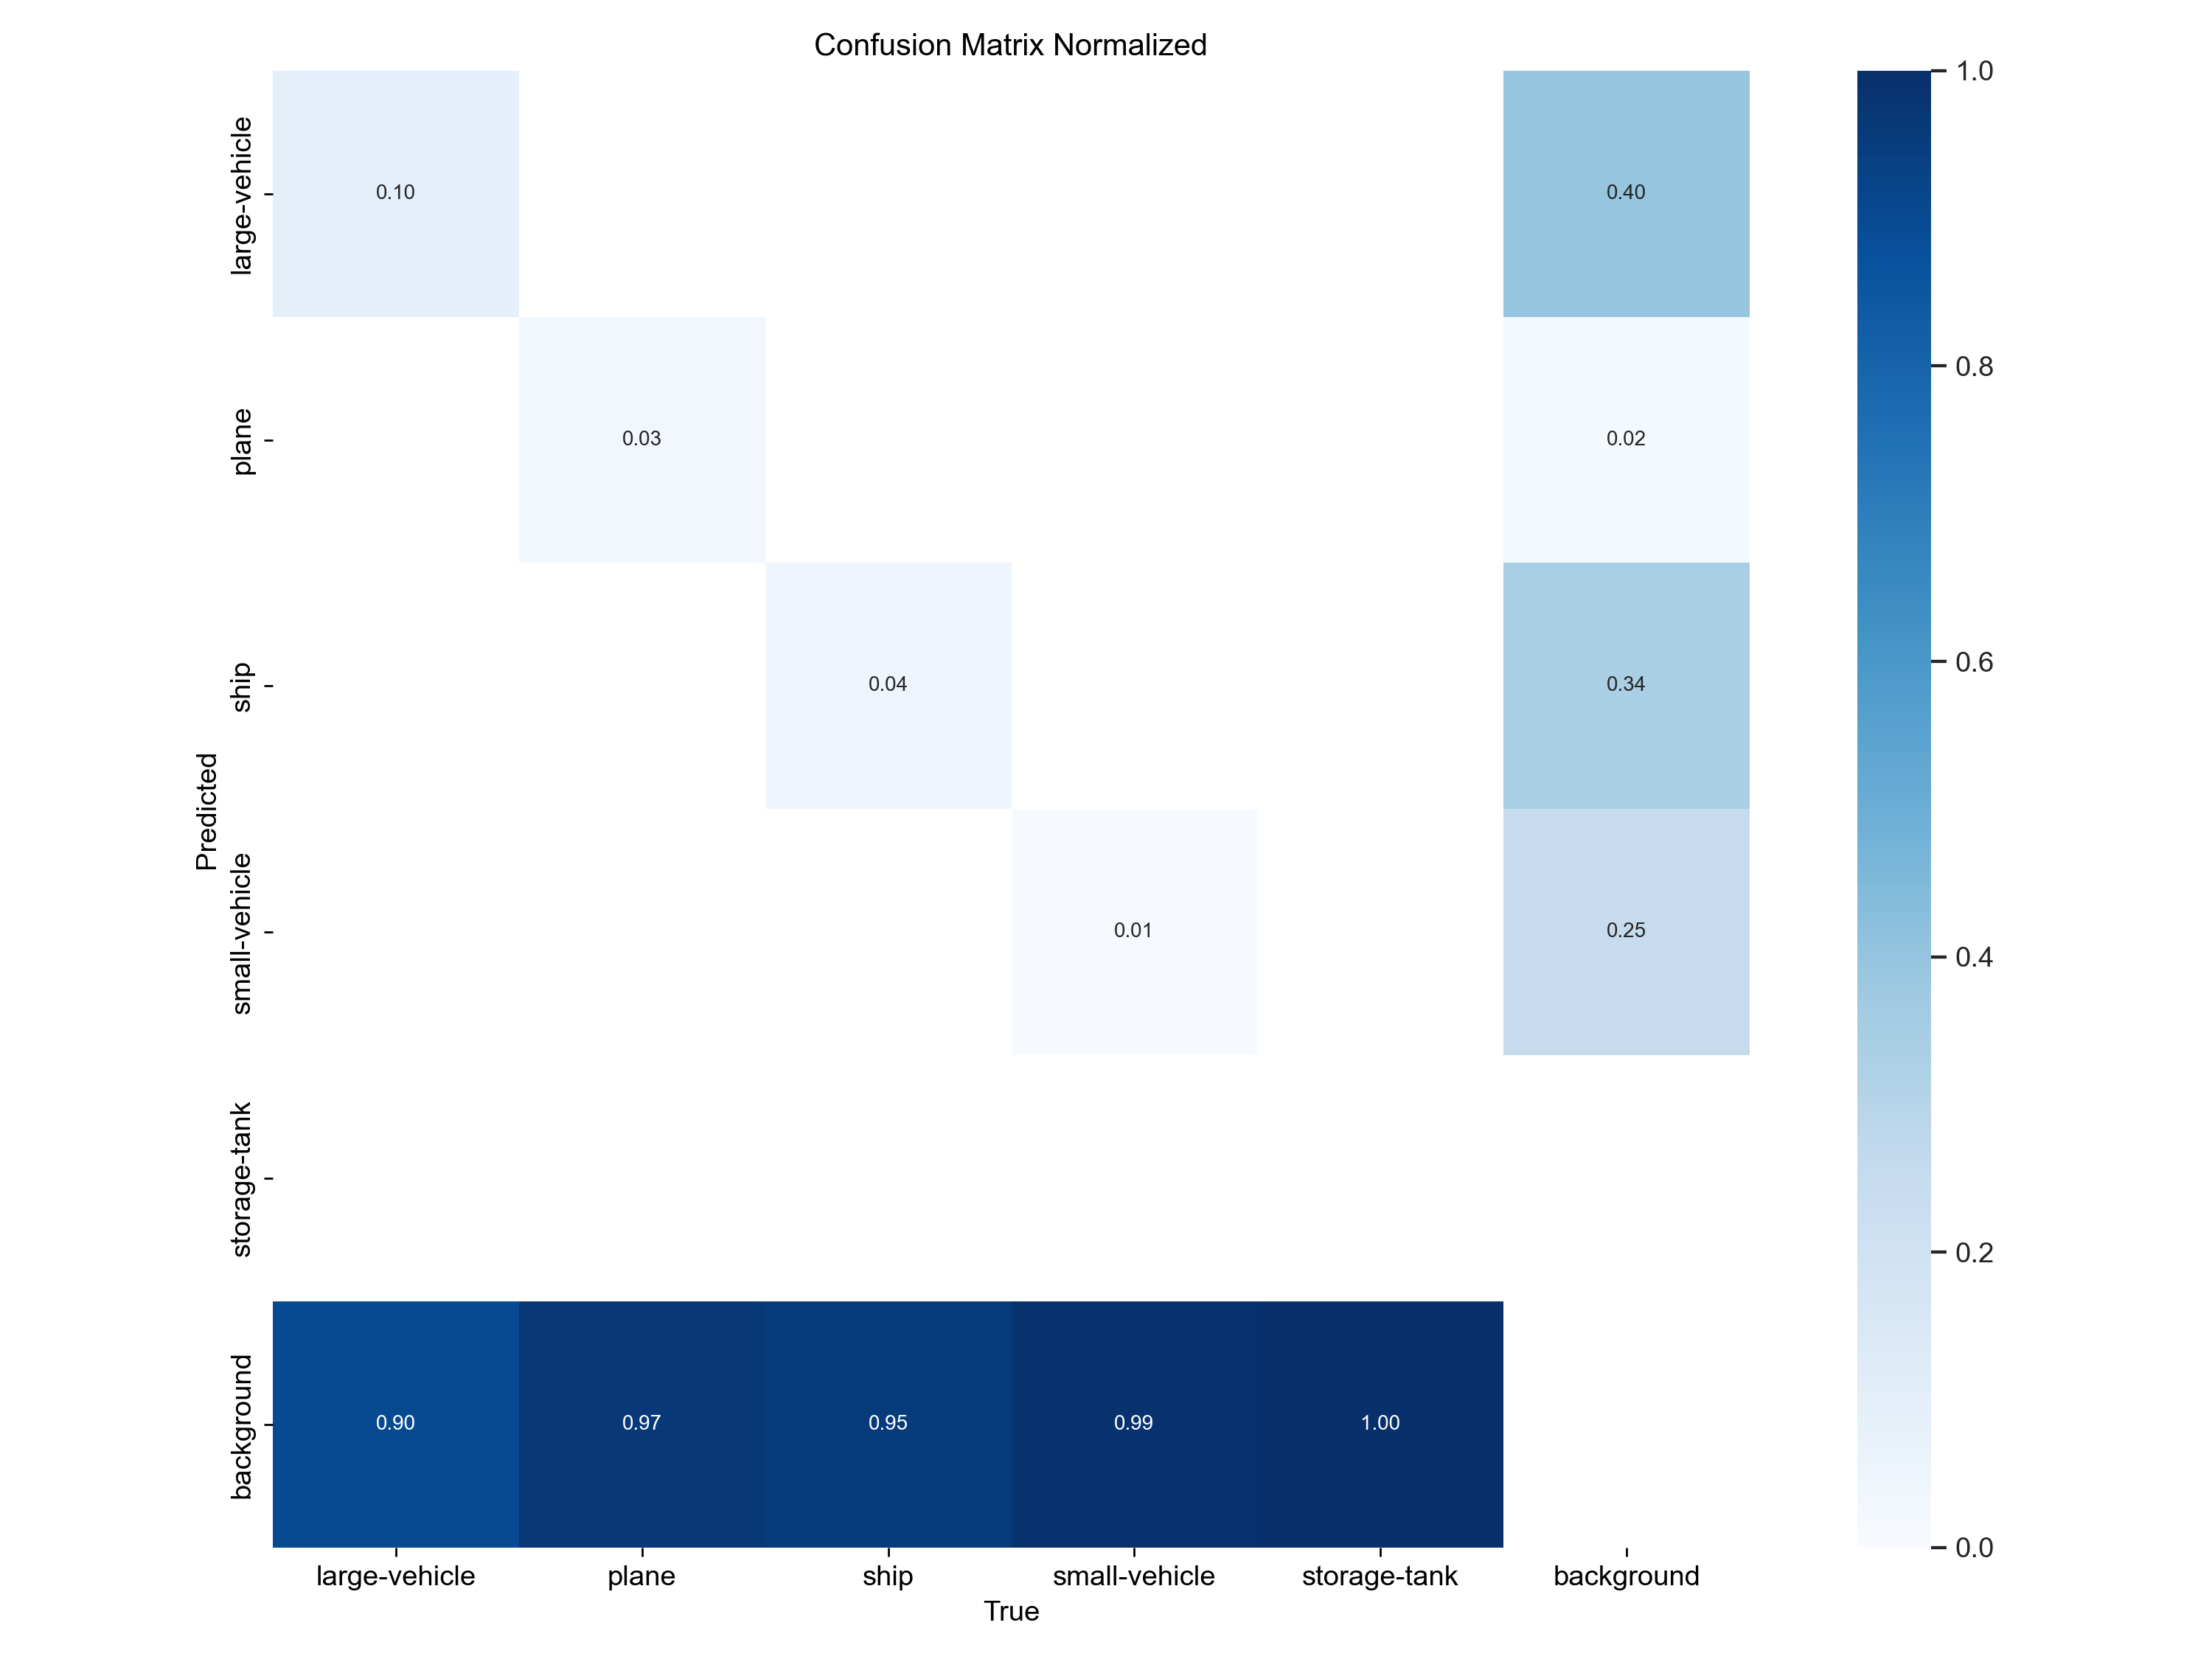 Confusion Matrix Normalized
Predicted
large-vehicle
plane
ship
small-vehicle
storage-tank
background
0.10 0.40
0.03 0.02
0.04 0.34
0.01 0.25
0.90 0.97 0.95 0.99 1.00
large-vehicle plane ship small-vehicle storage-tank background
True
1.0
0.8
0.6
0.4
0.2
0.0